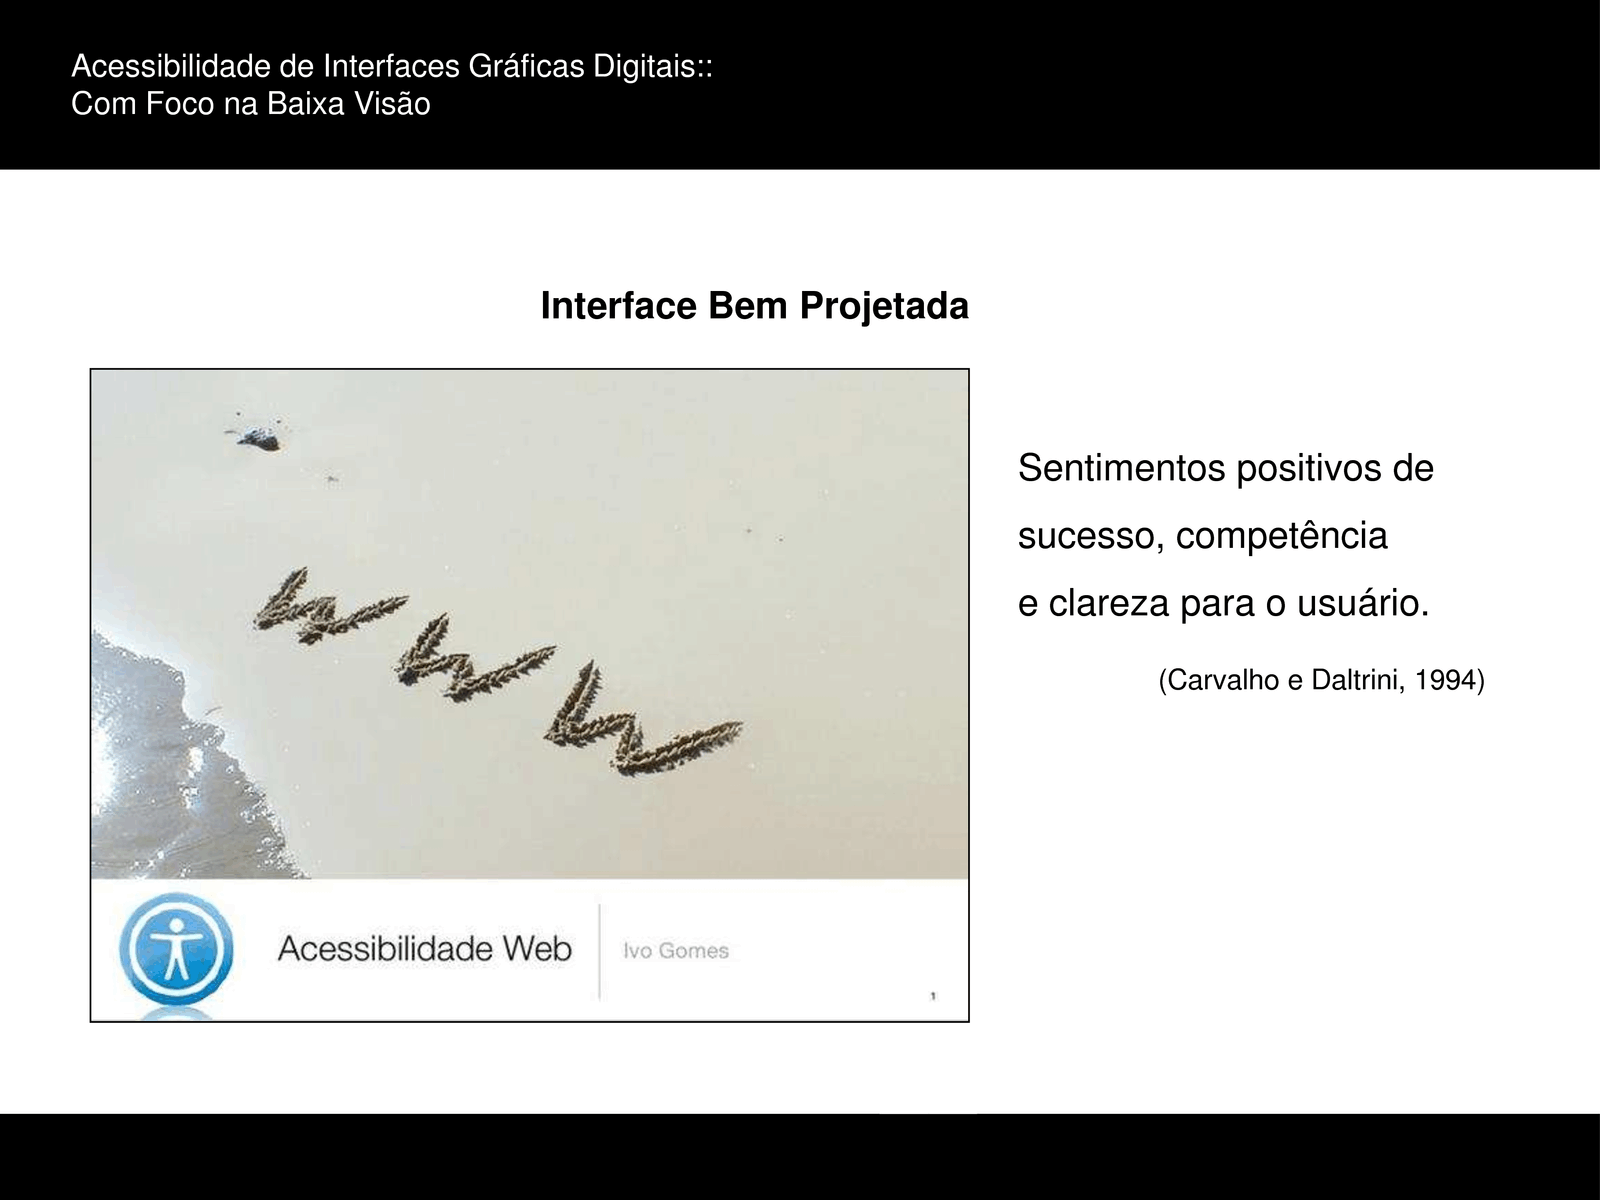 Acessibilidade de Interfaces Gráficas Digitais::
Com Foco na Baixa Visão
Interface Bem Projetada
www
Sentimentos positivos de
sucesso, competência
e clareza para o usuário.
(Carvalho e Daltrini, 1994)
Acessibilidade Web
Ivo Gomes
1